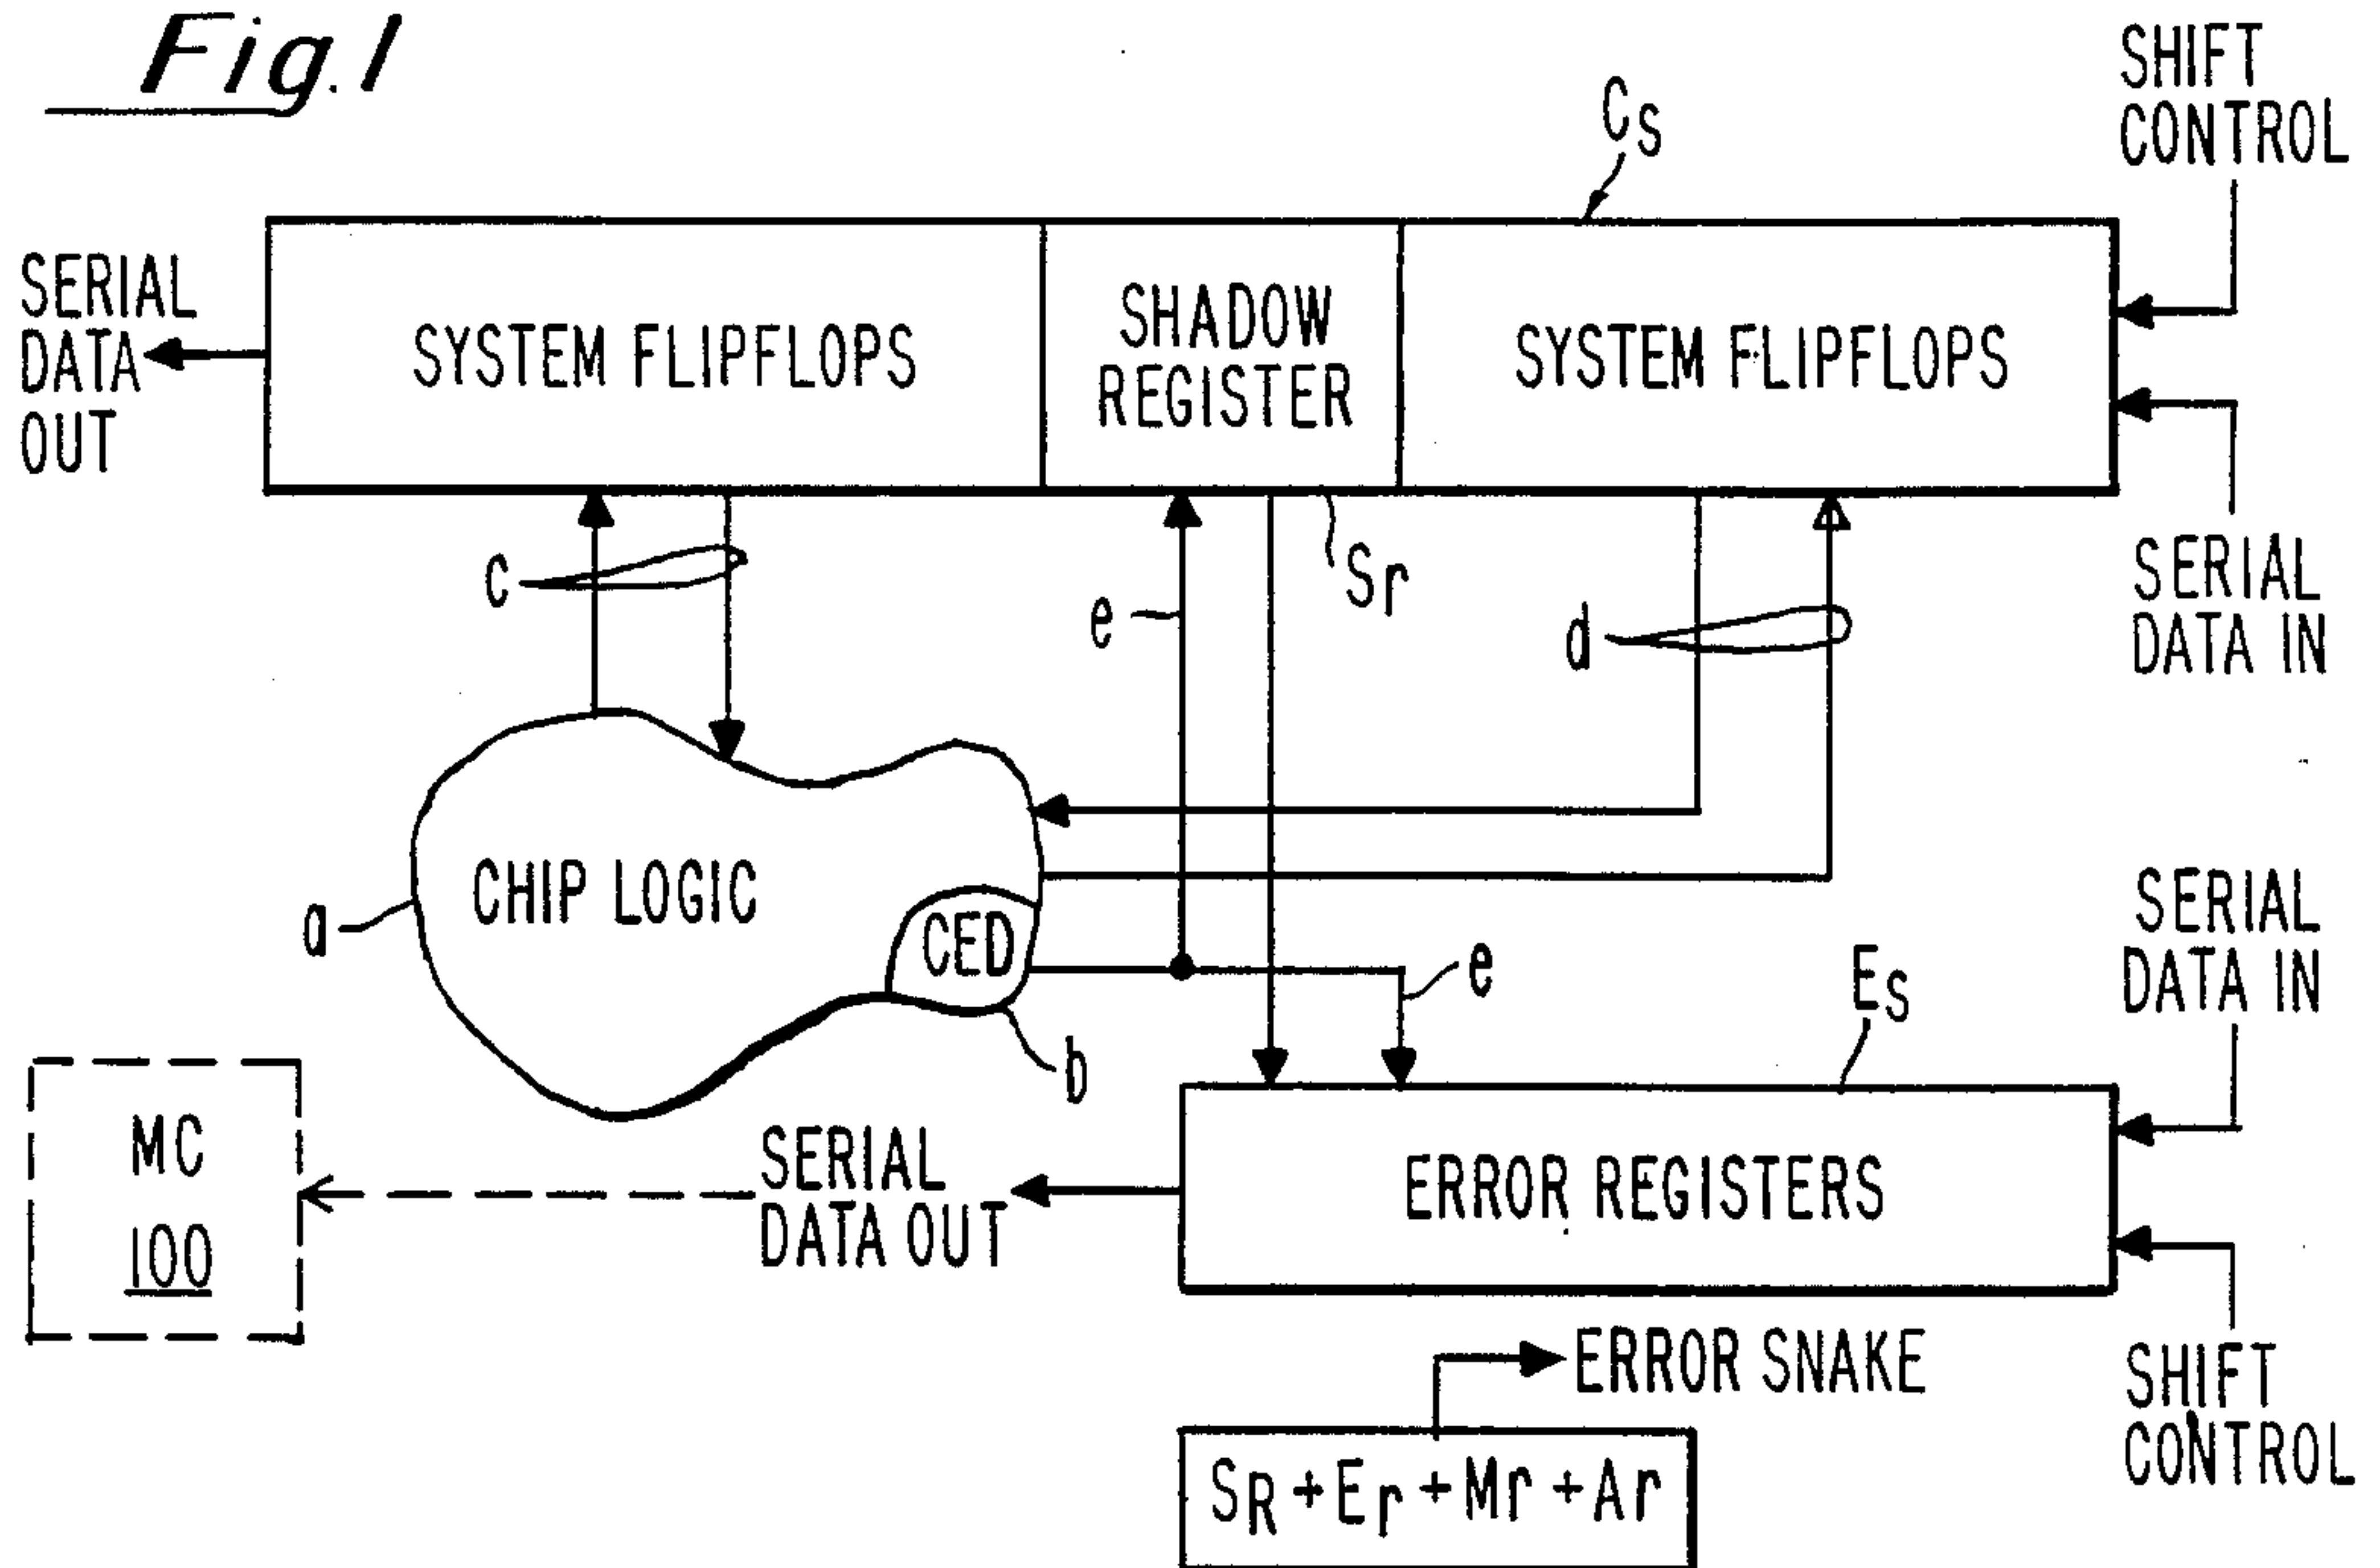 Fig. 1
SHIFT
CONTROL
Cs
SERIAL
DATA
OUT
SYSTEM FLIPFLOPS
SHADOW
REGISTER
SYSTEM FLIPFLOPS
SERIAL
DATA IN
c
e
Sr
d
a
CHIP LOGIC
CED
e
b
Es
SERIAL
DATA IN
MC
100
SERIAL
DATA OUT
ERROR REGISTERS
SHIFT
CONTROL
ERROR SNAKE
SR + Er + Mr + Ar